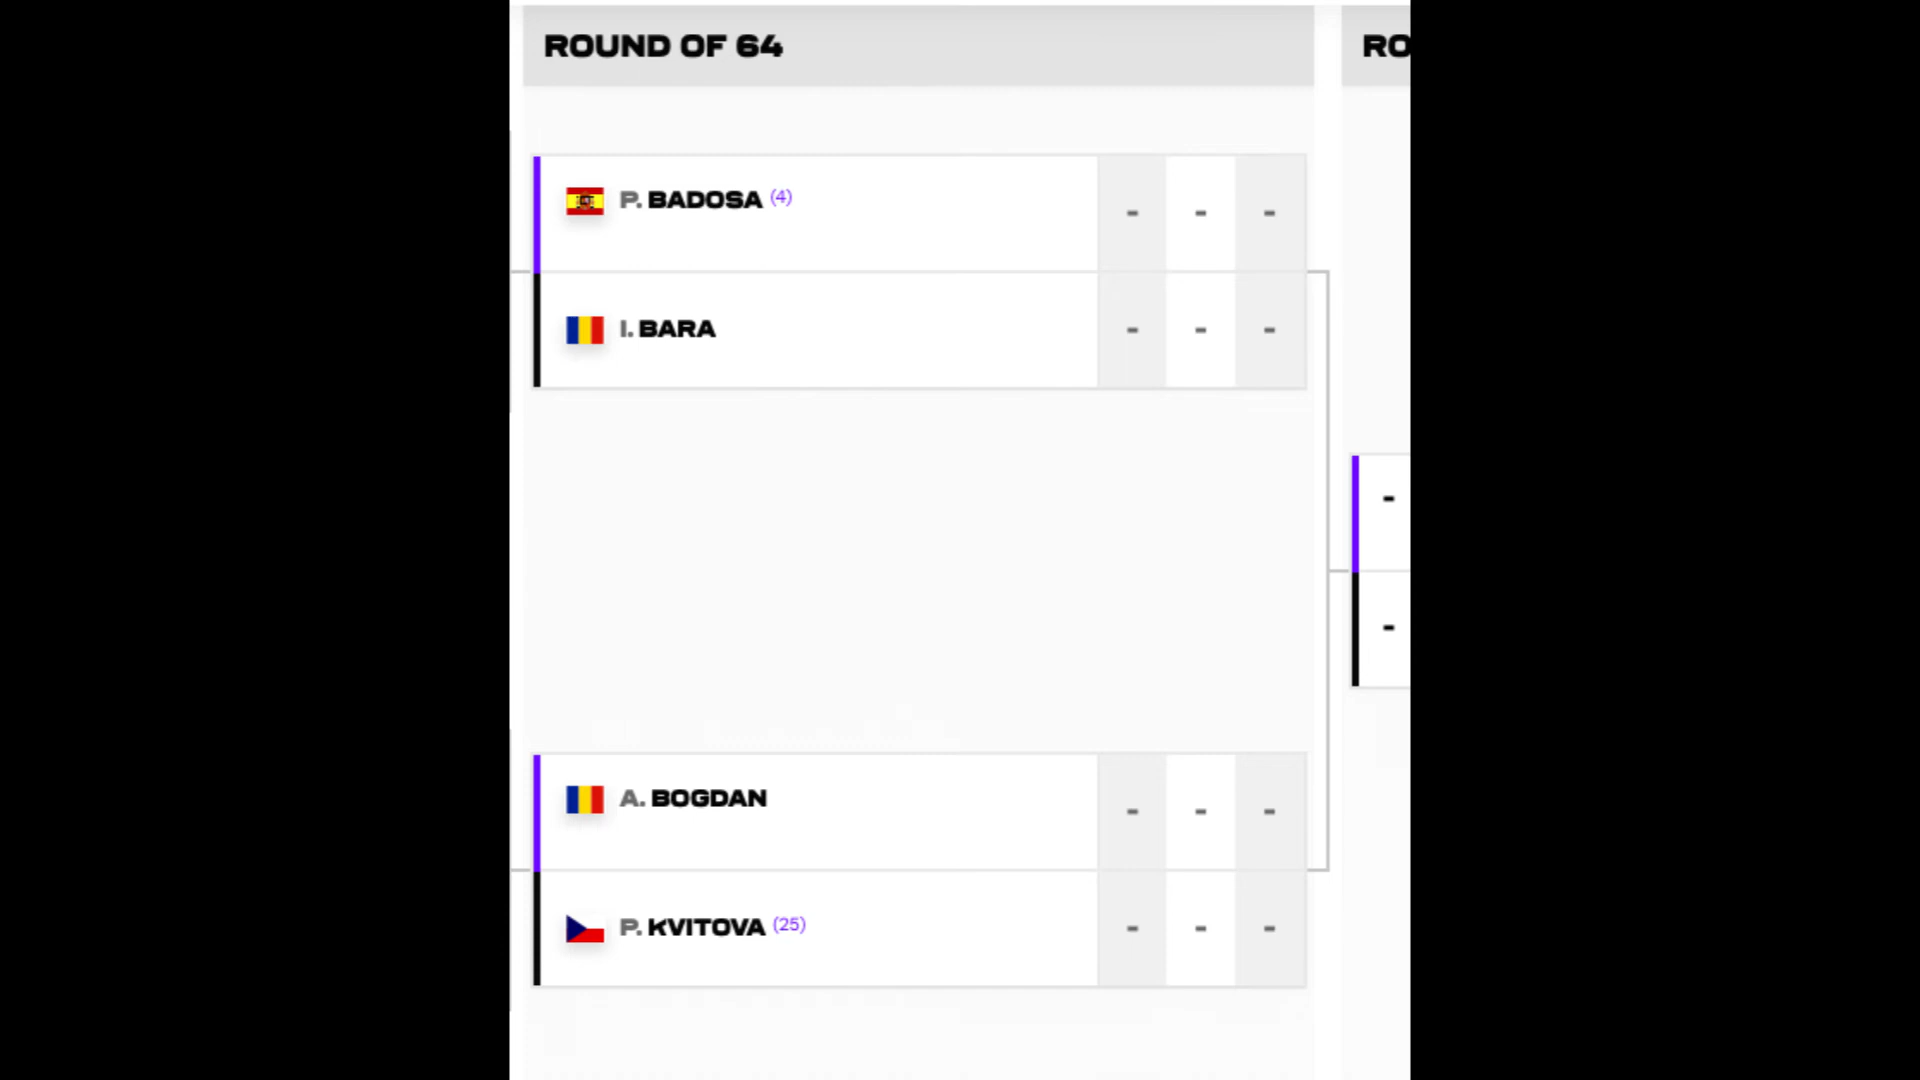 ROUND OF 64
RO
P. BADOSA (4)
- - -
I. BARA
- - -
-
-
A. BOGDAN
- - -
P. KVITOVA (25)
- - -